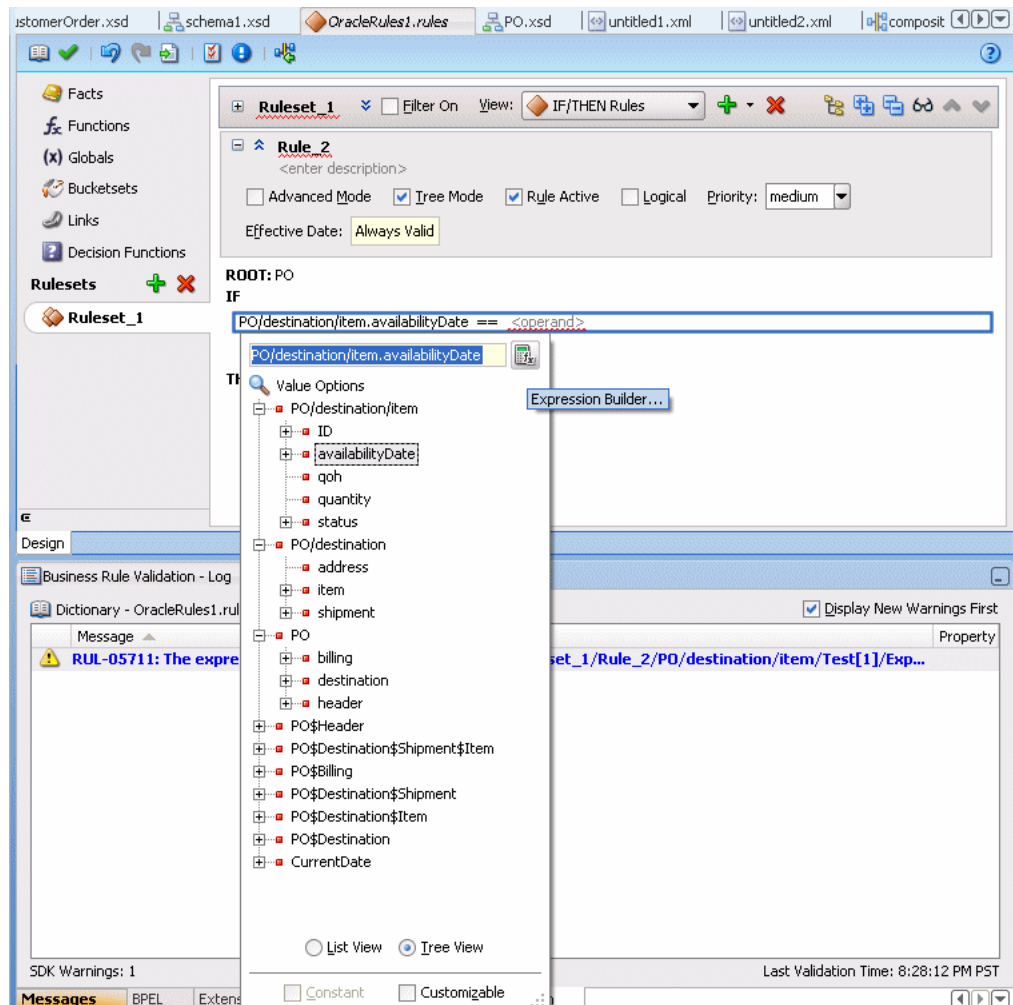 ustomerOrder.xsd schema1.xsd OracleRules1.rules PO.xsd untitled1.xml untitled2.xml composit
Facts
Functions
Globals
Bucketsets
Links
Decision Functions
Rulesets
Ruleset_1
Ruleset_1 Filter On View: IF/THEN Rules
Rule_2
<enter description>
Advanced Mode Tree Mode Rule Active Logical Priority: medium
Effective Date: Always Valid
ROOT: PO
IF
PO/destination/item.availabilityDate == <operand>
PO/destination/item.availabilityDate
TH
Value Options
Expression Builder...
PO/destination/item
ID
availabilityDate
qoh
quantity
status
PO/destination
address
item
shipment
PO
billing
destination
header
PO$Header
PO$Destination$Shipment$Item
PO$Billing
PO$Destination$Shipment
PO$Destination$Item
PO$Destination
CurrentDate
List View Tree View
Constant Customizable
Design
Business Rule Validation - Log
Dictionary - OracleRules1.rul Display New Warnings First
Message Property
RUL-05711: The expre set_1/Rule_2/PO/destination/item/Test[1]/Exp...
SDK Warnings: 1 Last Validation Time: 8:28:12 PM PST
Messages BPEL Extens